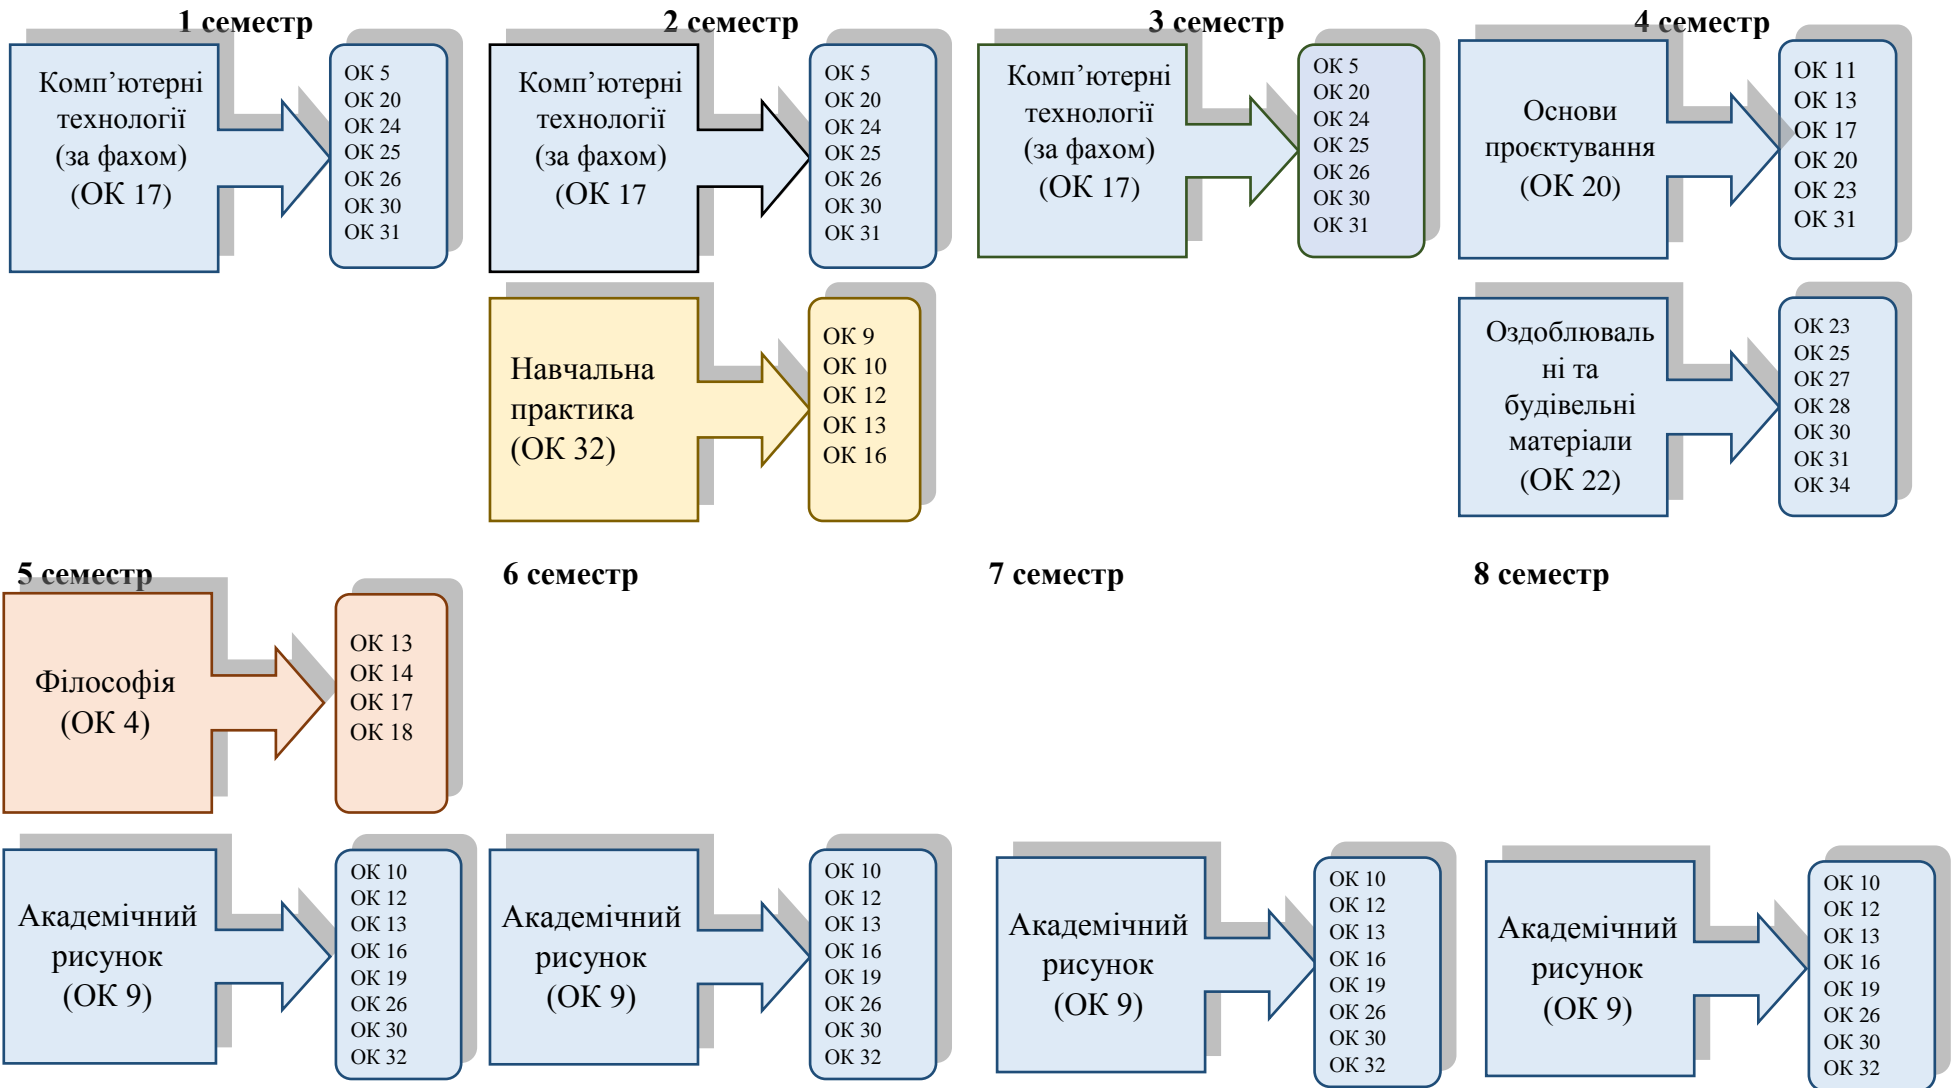 1 семестр
2 семестр
3 семестр
4 семестр
Комп’ютерні
технології
(за фахом)
(ОК 17)
ОК 5
ОК 20
ОК 24
ОК 25
ОК 26
ОК 30
ОК 31
Комп’ютерні
технології
(за фахом)
(ОК 17
ОК 5
ОК 20
ОК 24
ОК 25
ОК 26
ОК 30
ОК 31
Комп’ютерні
технології
(за фахом)
(ОК 17)
ОК 5
ОК 20
ОК 24
ОК 25
ОК 26
ОК 30
ОК 31
Основи
проєктування
(ОК 20)
ОК 11
ОК 13
ОК 17
ОК 20
ОК 23
ОК 31
Навчальна
практика
(ОК 32)
ОК 9
ОК 10
ОК 12
ОК 13
ОК 16
Оздоблюваль
ні та
будівельні
матеріали
(ОК 22)
ОК 23
ОК 25
ОК 27
ОК 28
ОК 30
ОК 31
ОК 34
5 семестр
6 семестр
7 семестр
8 семестр
Філософія
(ОК 4)
ОК 13
ОК 14
ОК 17
ОК 18
Академічний
рисунок
(ОК 9)
ОК 10
ОК 12
ОК 13
ОК 16
ОК 19
ОК 26
ОК 30
ОК 32
Академічний
рисунок
(ОК 9)
ОК 10
ОК 12
ОК 13
ОК 16
ОК 19
ОК 26
ОК 30
ОК 32
Академічний
рисунок
(ОК 9)
ОК 10
ОК 12
ОК 13
ОК 16
ОК 19
ОК 26
ОК 30
ОК 32
Академічний
рисунок
(ОК 9)
ОК 10
ОК 12
ОК 13
ОК 16
ОК 19
ОК 26
ОК 30
ОК 32